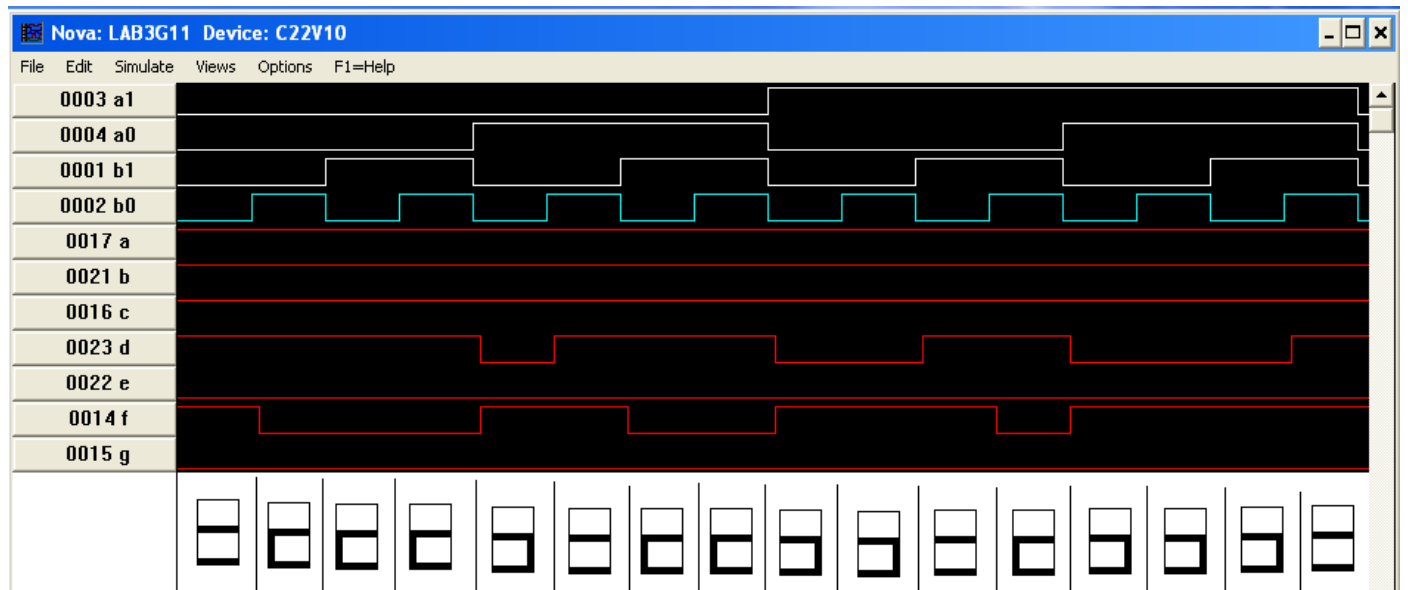 Nova: LAB3G11 Device: C22V10
File Edit Simulate Views Options F1=Help
0003 a1
0004 a0
0001 b1
0002 b0
0017 a
0021 b
0016 c
0023 d
0022 e
0014 f
0015 g